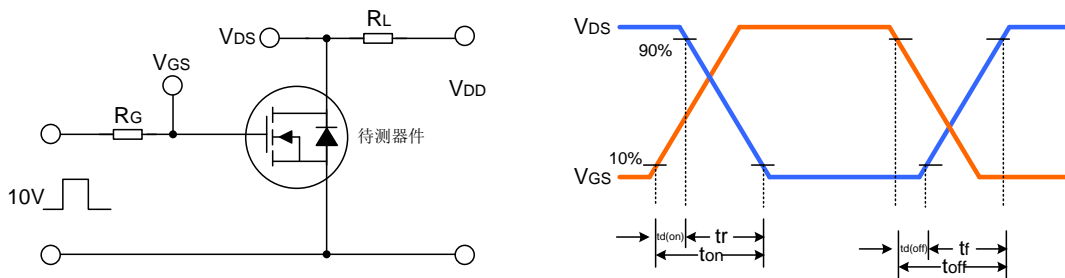 VDS
RL
VGS
RG
VDD
待测器件
10V
VDS
90%
10%
VGS
td(on)
tr
ton
td(off)
tf
toff